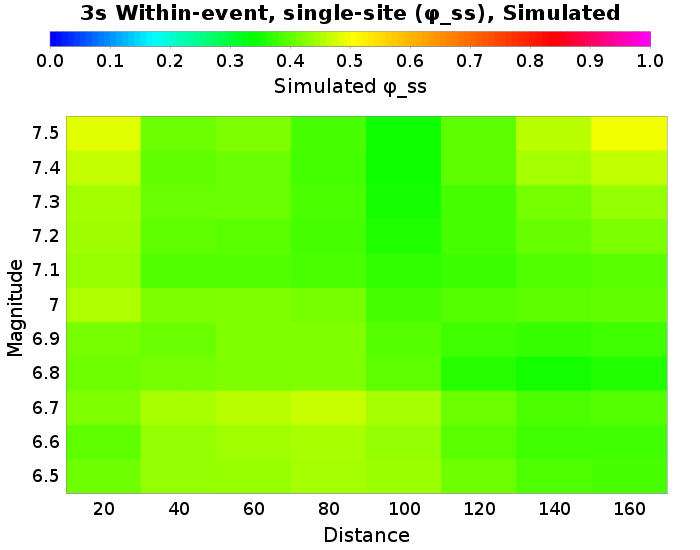 3s Within-event, single-site (φ_ss), Simulated
0.0 0.1 0.2 0.3 0.4 0.5 0.6 0.7 0.8 0.9 1.0
Simulated φ_ss
7.5
7.4
7.3
7.2
7.1
7
6.9
6.8
6.7
6.6
6.5
Magnitude
20 40 60 80 100 120 140 160
Distance